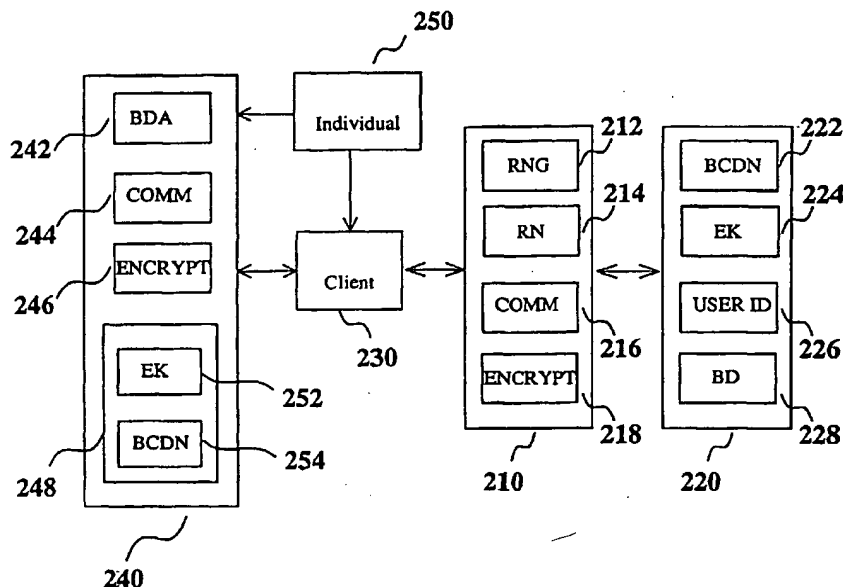 250
BDA
Individual
242
212
222
RNG
BCDN
COMM
214
224
244
RN
EK
ENCRYPT
Client
COMM
USER ID
246
230
216
226
EK
252
ENCRYPT
BD
BCDN
254
218
228
248
210
220
240